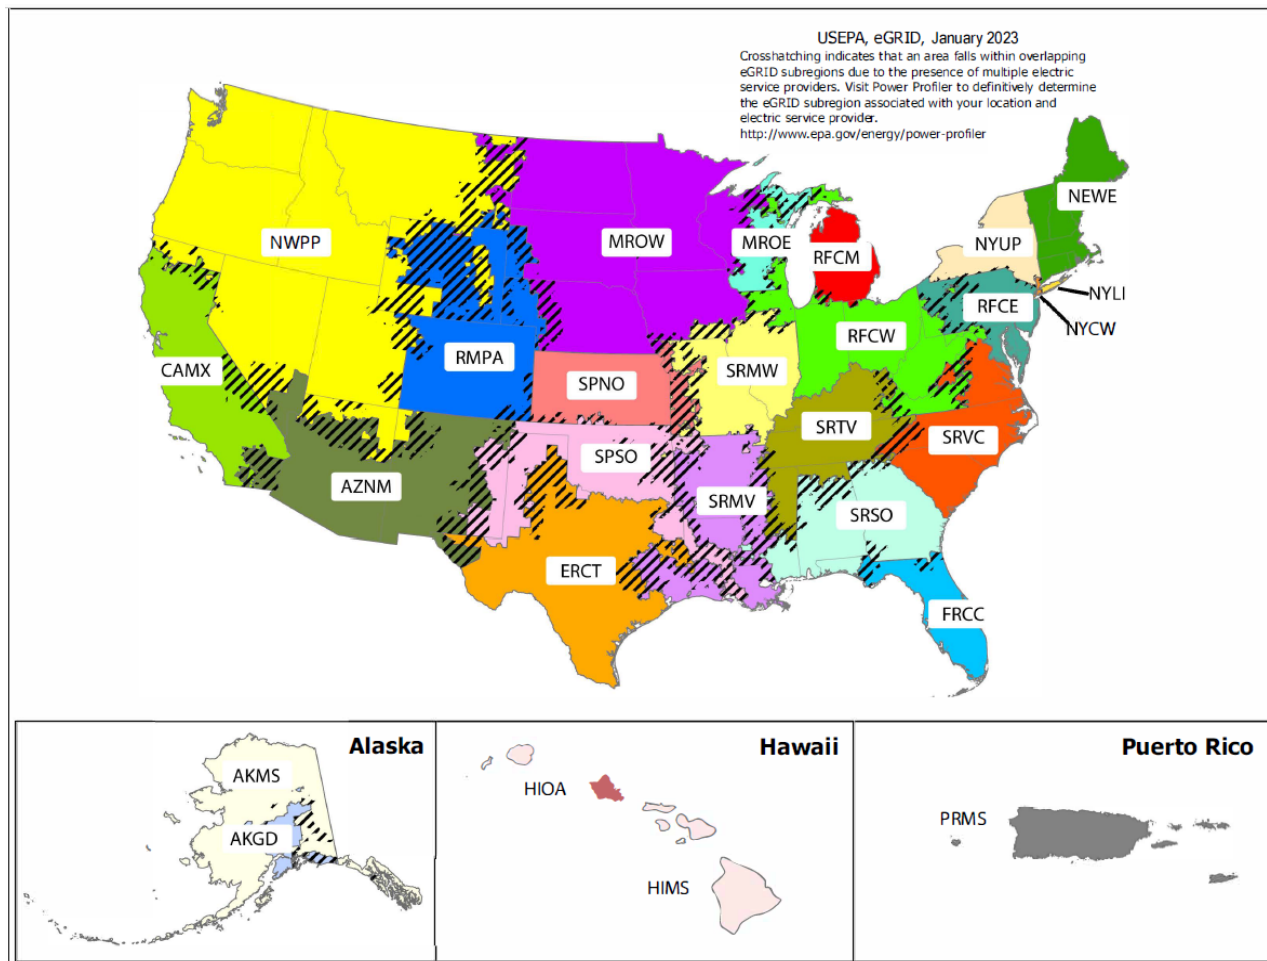 USEPA, eGRID, January 2023
Crosshatching indicates that an area falls within overlapping
eGRID subregions due to the presence of multiple electric
service providers. Visit Power Profiler to definitively determine
the eGRID subregion associated with your location and
electric service provider.
http://www.epa.gov/energy/power-profiler
NEWE
NWPP
MROW
MROE
NYUP
RFCM
NYLI
RFCE
NYCW
RFCW
CAMX
RMPA
SRMW
SPNO
SRTV
SRVC
SPSO
AZNM
SRMV
SRSO
ERCT
FRCC
Alaska
AKMS
AKGD
Hawaii
HIOA
HIMS
Puerto Rico
PRMS